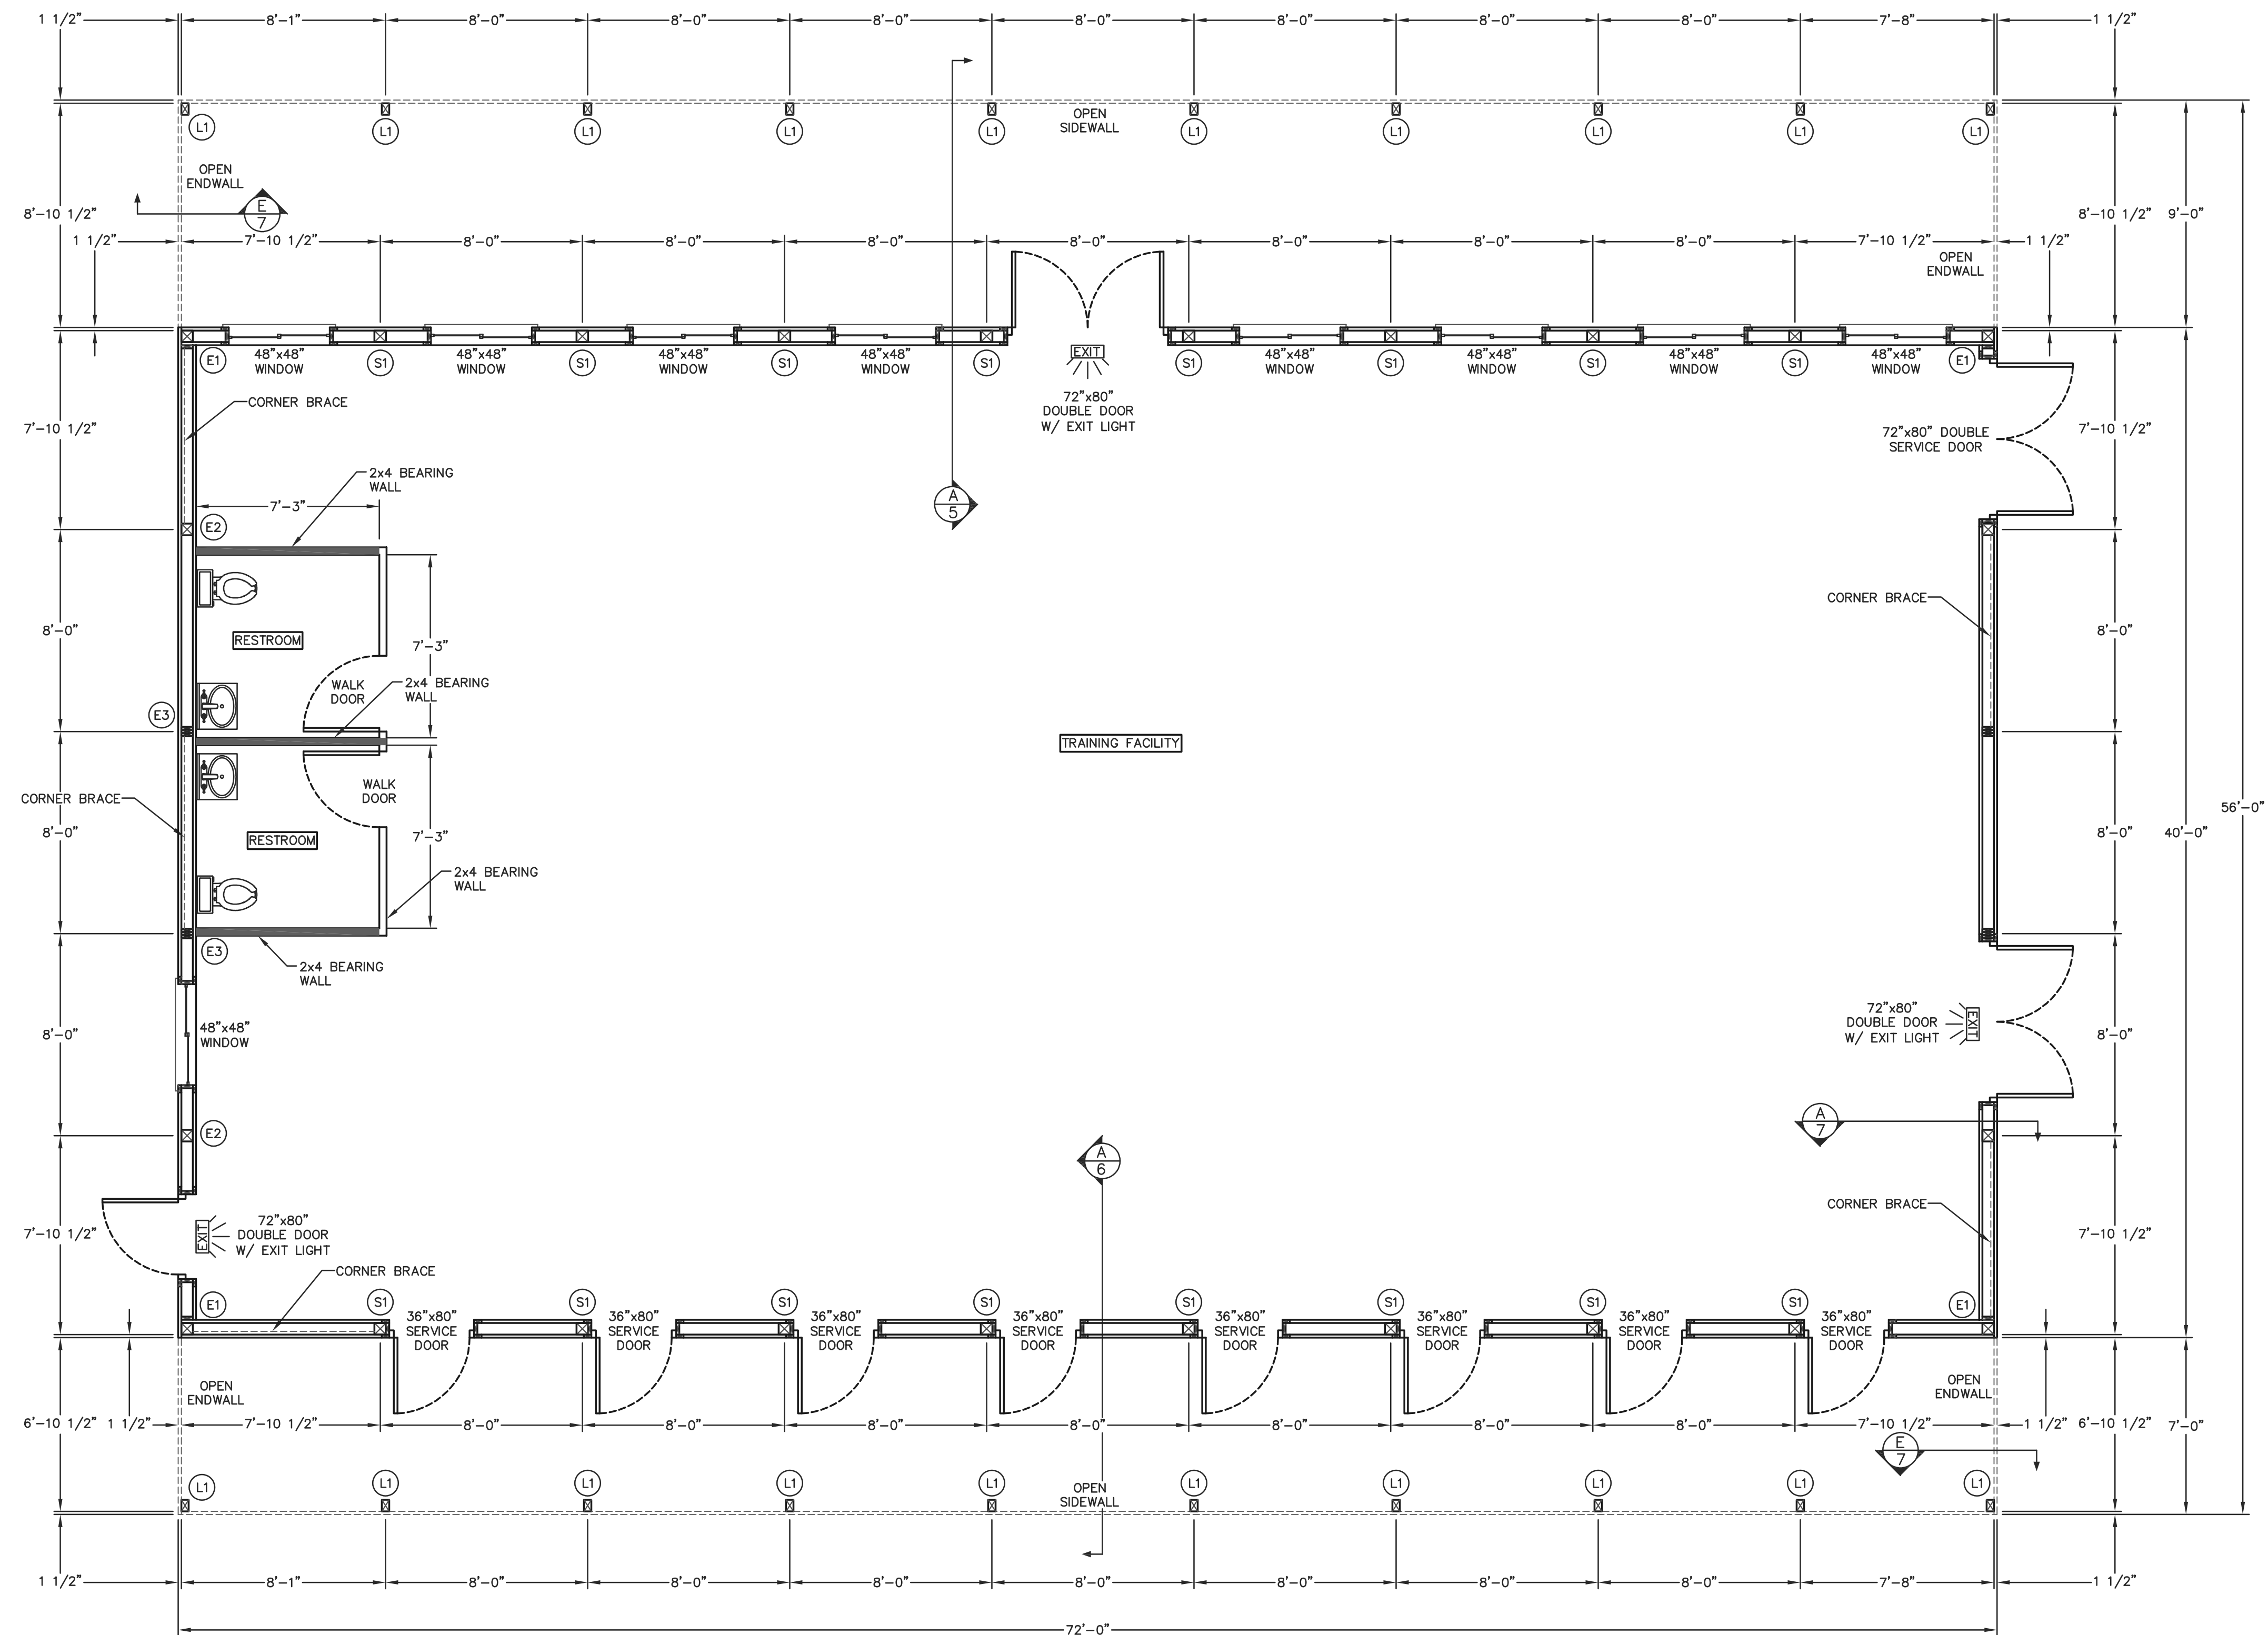 1 1/2" 8'-1" 8'-0" 8'-0" 8'-0" 8'-0" 8'-0" 8'-0" 8'-0" 7'-8" 1 1/2"
L1 L1 L1 L1 L1 OPEN L1 L1 L1 L1 L1
SIDEWALL
OPEN
ENDWALL
E
7
8'-10 1/2" 8'-10 1/2" 9'-0"
1 1/2" 7'-10 1/2" 8'-0" 8'-0" 8'-0" 8'-0" 8'-0" 8'-0" 8'-0" 7'-10 1/2" 1 1/2"
OPEN
ENDWALL
E1 48"x48" S1 48"x48" S1 48"x48" S1 48"x48" S1 EXIT S1 48"x48" S1 48"x48" S1 48"x48" S1 48"x48" E1
WINDOW WINDOW WINDOW WINDOW WINDOW WINDOW WINDOW WINDOW
72"x80"
DOUBLE DOOR
W/ EXIT LIGHT
CORNER BRACE
7'-10 1/2" 7'-10 1/2"
72"x80" DOUBLE
SERVICE DOOR
2x4 BEARING
WALL
A
5
7'-3"
E2
CORNER BRACE
8'-0" 8'-0"
RESTROOM
7'-3"
WALK
DOOR
2x4 BEARING
WALL
E3
TRAINING FACILITY
WALK
DOOR
CORNER BRACE
56'-0"
8'-0" 7'-3" 8'-0" 40'-0"
RESTROOM
2x4 BEARING
WALL
E3
2x4 BEARING
WALL
48"x48"
WINDOW
8'-0" 8'-0"
72"x80"
DOUBLE DOOR
W/ EXIT LIGHT
EXIT
E2
A
7
A
6
CORNER BRACE
7'-10 1/2" 7'-10 1/2"
EXIT
72"x80"
DOUBLE DOOR
W/ EXIT LIGHT
CORNER BRACE
E1 S1 S1 S1 S1 S1 S1 S1 S1 E1
36"x80" 36"x80" 36"x80" 36"x80" 36"x80" 36"x80" 36"x80" 36"x80"
SERVICE SERVICE SERVICE SERVICE SERVICE SERVICE SERVICE SERVICE
DOOR DOOR DOOR DOOR DOOR DOOR DOOR DOOR
OPEN OPEN
ENDWALL ENDWALL
6'-10 1/2" 1 1/2" 7'-10 1/2" 8'-0" 8'-0" 8'-0" 8'-0" 8'-0" 8'-0" 8'-0" 7'-10 1/2" 1 1/2" 6'-10 1/2" 7'-0"
E
7
L1 L1 L1 L1 L1 OPEN L1 L1 L1 L1 L1
SIDEWALL
1 1/2" 8'-1" 8'-0" 8'-0" 8'-0" 8'-0" 8'-0" 8'-0" 8'-0" 7'-8" 1 1/2"
72'-0"